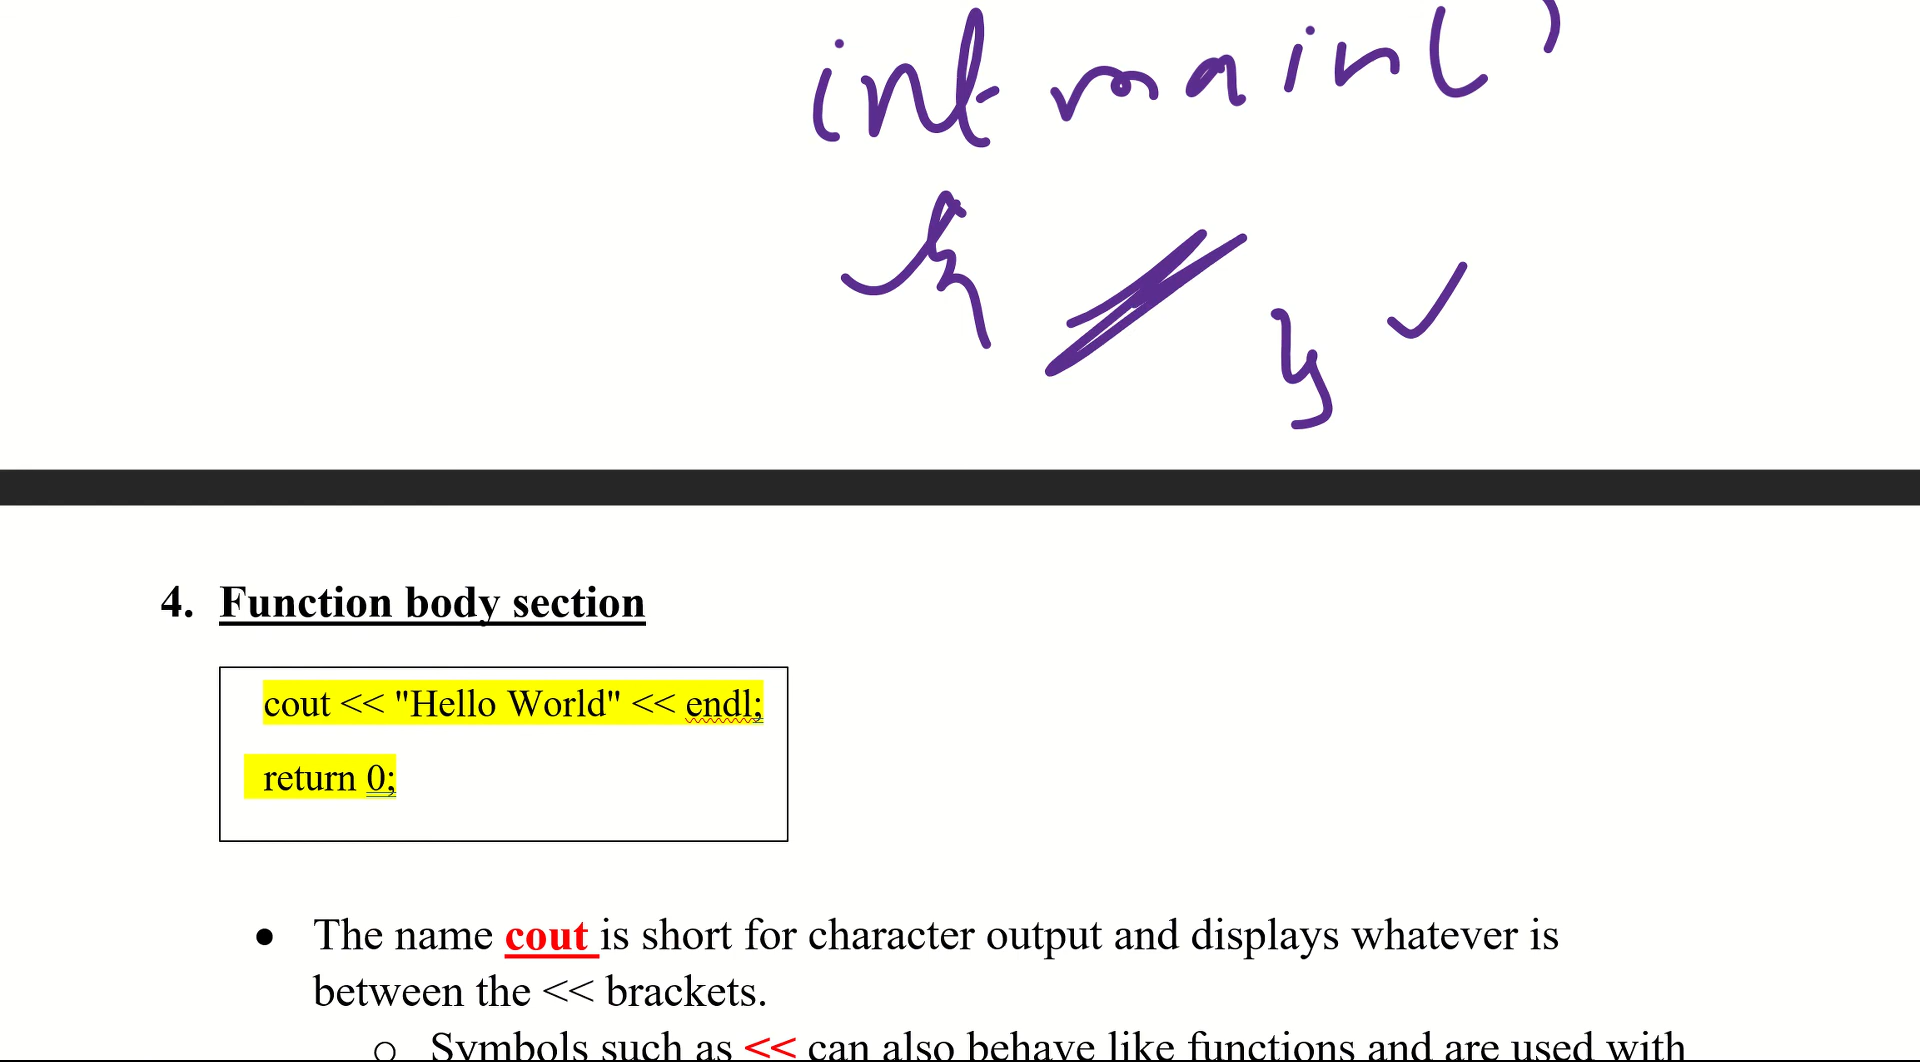 int main()
{ }
4. Function body section
cout << "Hello World" << endl;
return 0;
• The name cout is short for character output and displays whatever is
between the << brackets.
o Symbols such as << can also behave like functions and are used with